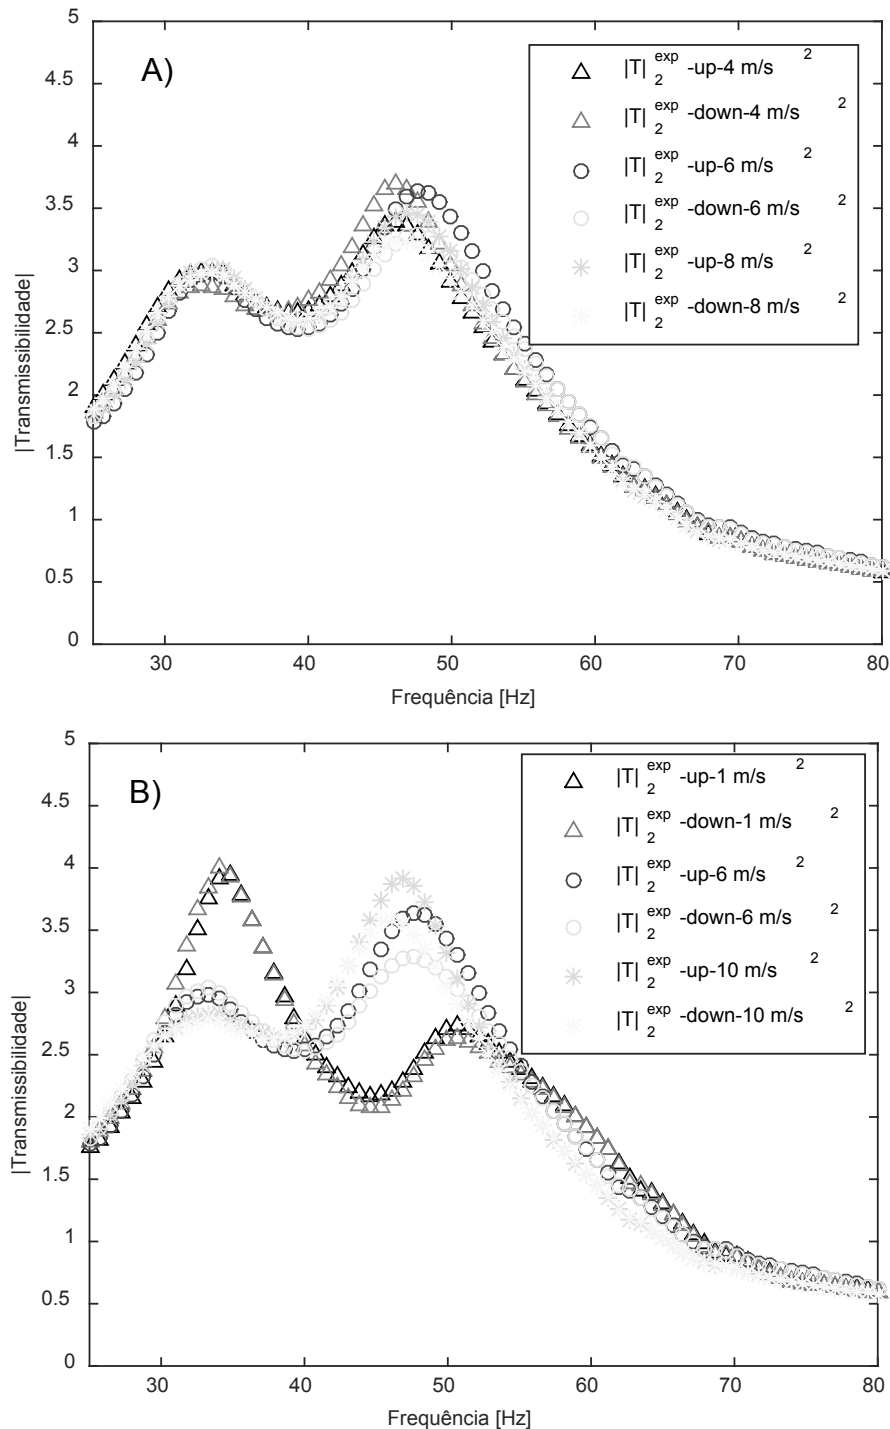 A)
5
4.5
4
3.5
3
2.5
2
1.5
1
0.5
0
|Transmissibilidade|
|T| 2 exp -up-4 m/s 2
|T| 2 exp -down-4 m/s 2
|T| 2 exp -up-6 m/s 2
|T| 2 exp -down-6 m/s 2
|T| 2 exp -up-8 m/s 2
|T| 2 exp -down-8 m/s 2
30 40 50 60 70 80
Frequência [Hz]
B)
5
4.5
4
3.5
3
2.5
2
1.5
1
0.5
0
|Transmissibilidade|
|T| 2 exp -up-1 m/s 2
|T| 2 exp -down-1 m/s 2
|T| 2 exp -up-6 m/s 2
|T| 2 exp -down-6 m/s 2
|T| 2 exp -up-10 m/s 2
|T| 2 exp -down-10 m/s 2
30 40 50 60 70 80
Frequência [Hz]